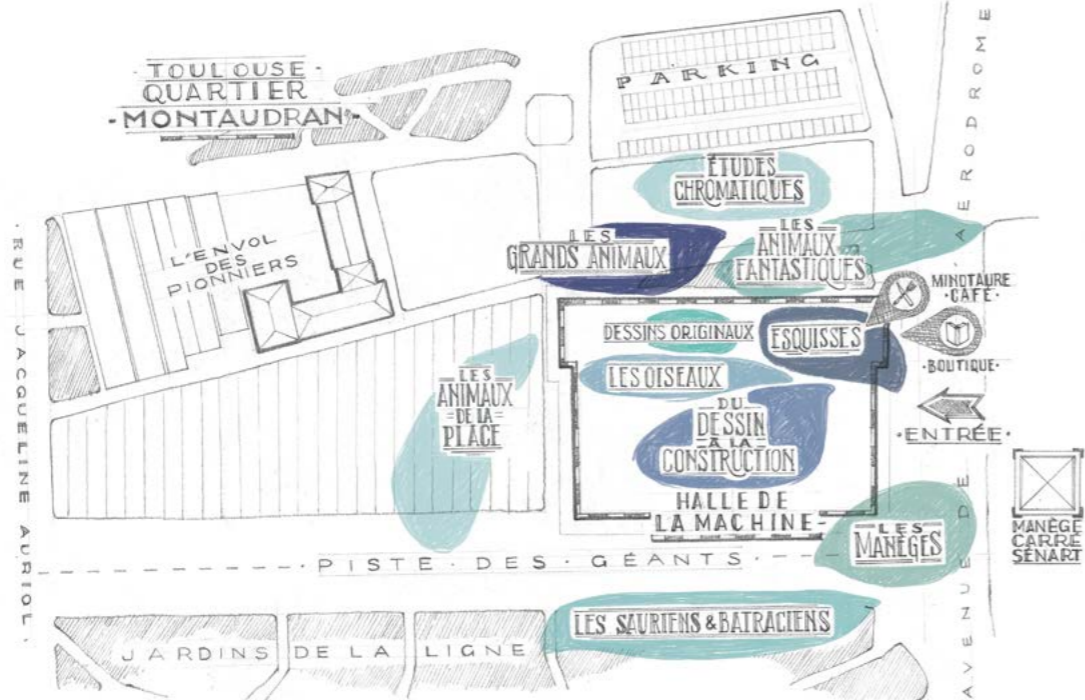 ·TOULOUSE·
QUARTIER
·MONTAUDRAN·
PARKING
AVENUE DE L'AERODROME
ÉTUDES
CHROMATIQUES
LES
GRANDS ANIMAUX
LES
ANIMAUX
FANTASTIQUES
L'ENVOL
DES
PIONNIERS
MINOTAURE
·CAFÉ·
DESSINS ORIGINAUX
ESQUISSES
·BOUTIQUE·
LES OISEAUX
LES
ANIMAUX
DE LA
PLACE
DU
DESSIN
À LA
CONSTRUCTION
·ENTRÉE·
HALLE DE
LA MACHINE
LES
MANÈGES
MANÈGE
CARRÉ
SÉNART
·RUE JACQUELINE AURIOL·
·PISTE·DES·GÉANTS·
LES SAURIENS & BATRACIENS
JARDINS DE LA LIGNE